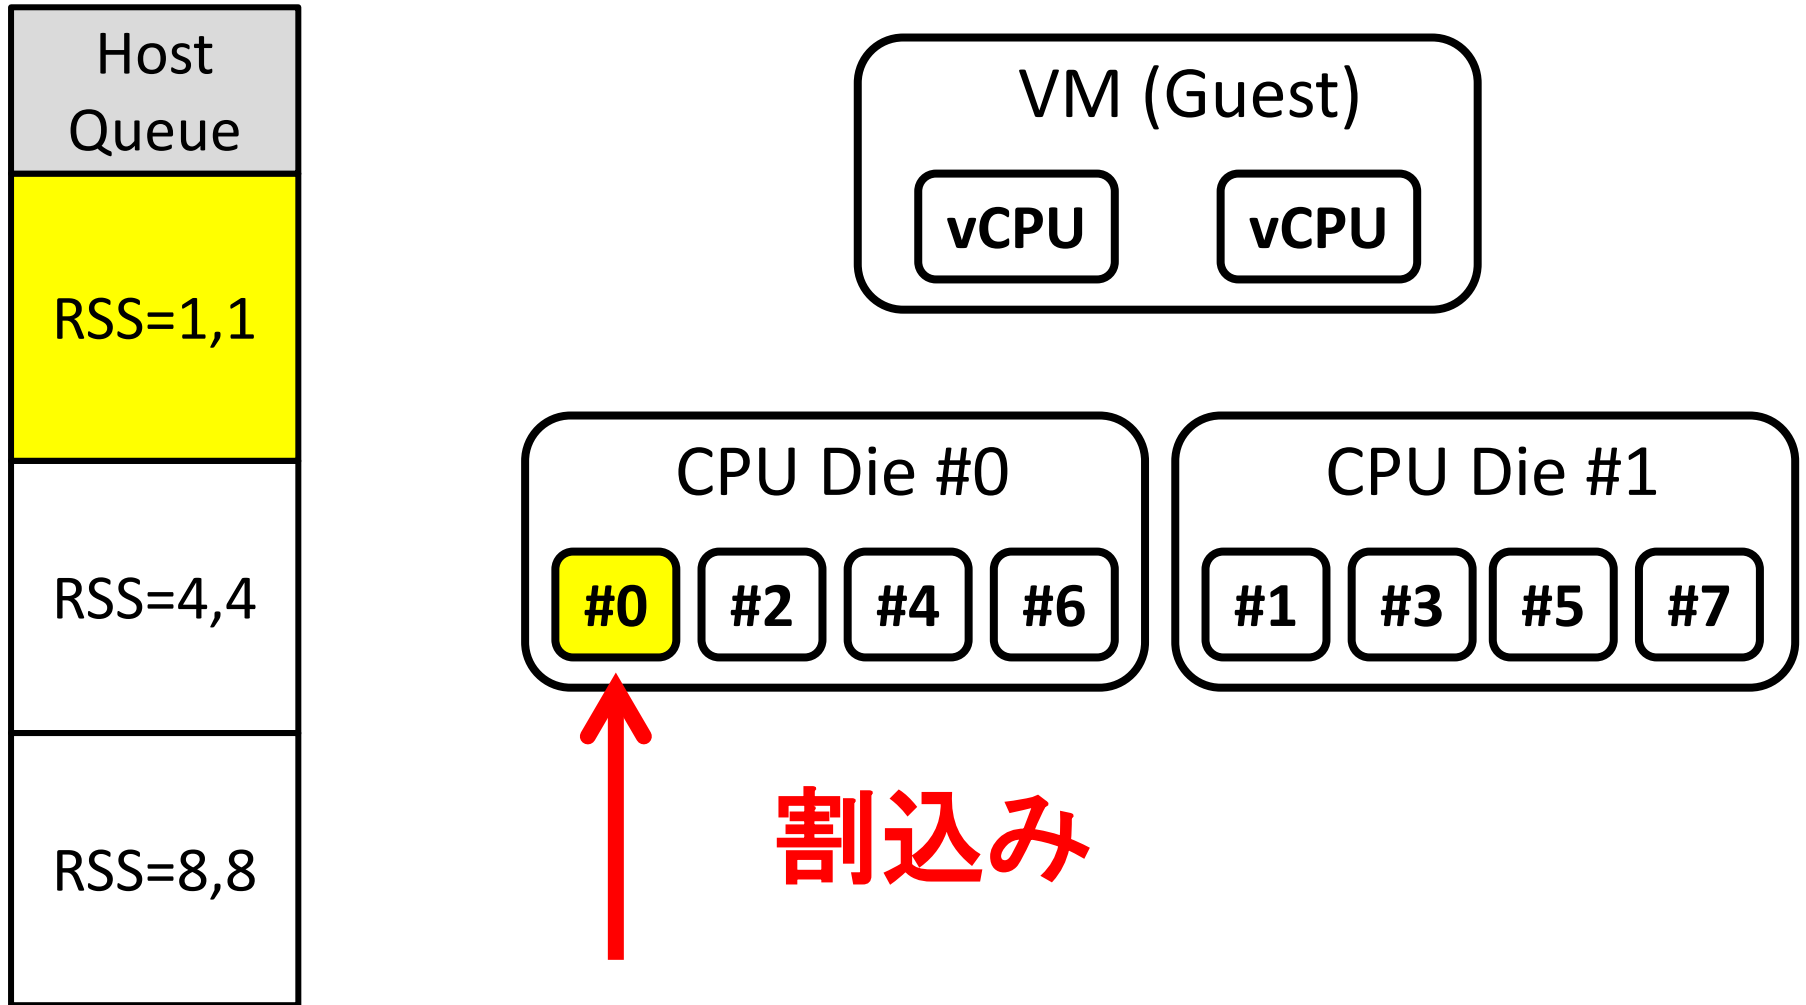 Host
Queue
RSS=1,1
RSS=4,4
RSS=8,8
VM (Guest)
vCPU vCPU
CPU Die #0
#0 #2 #4 #6
CPU Die #1
#1 #3 #5 #7
割込み